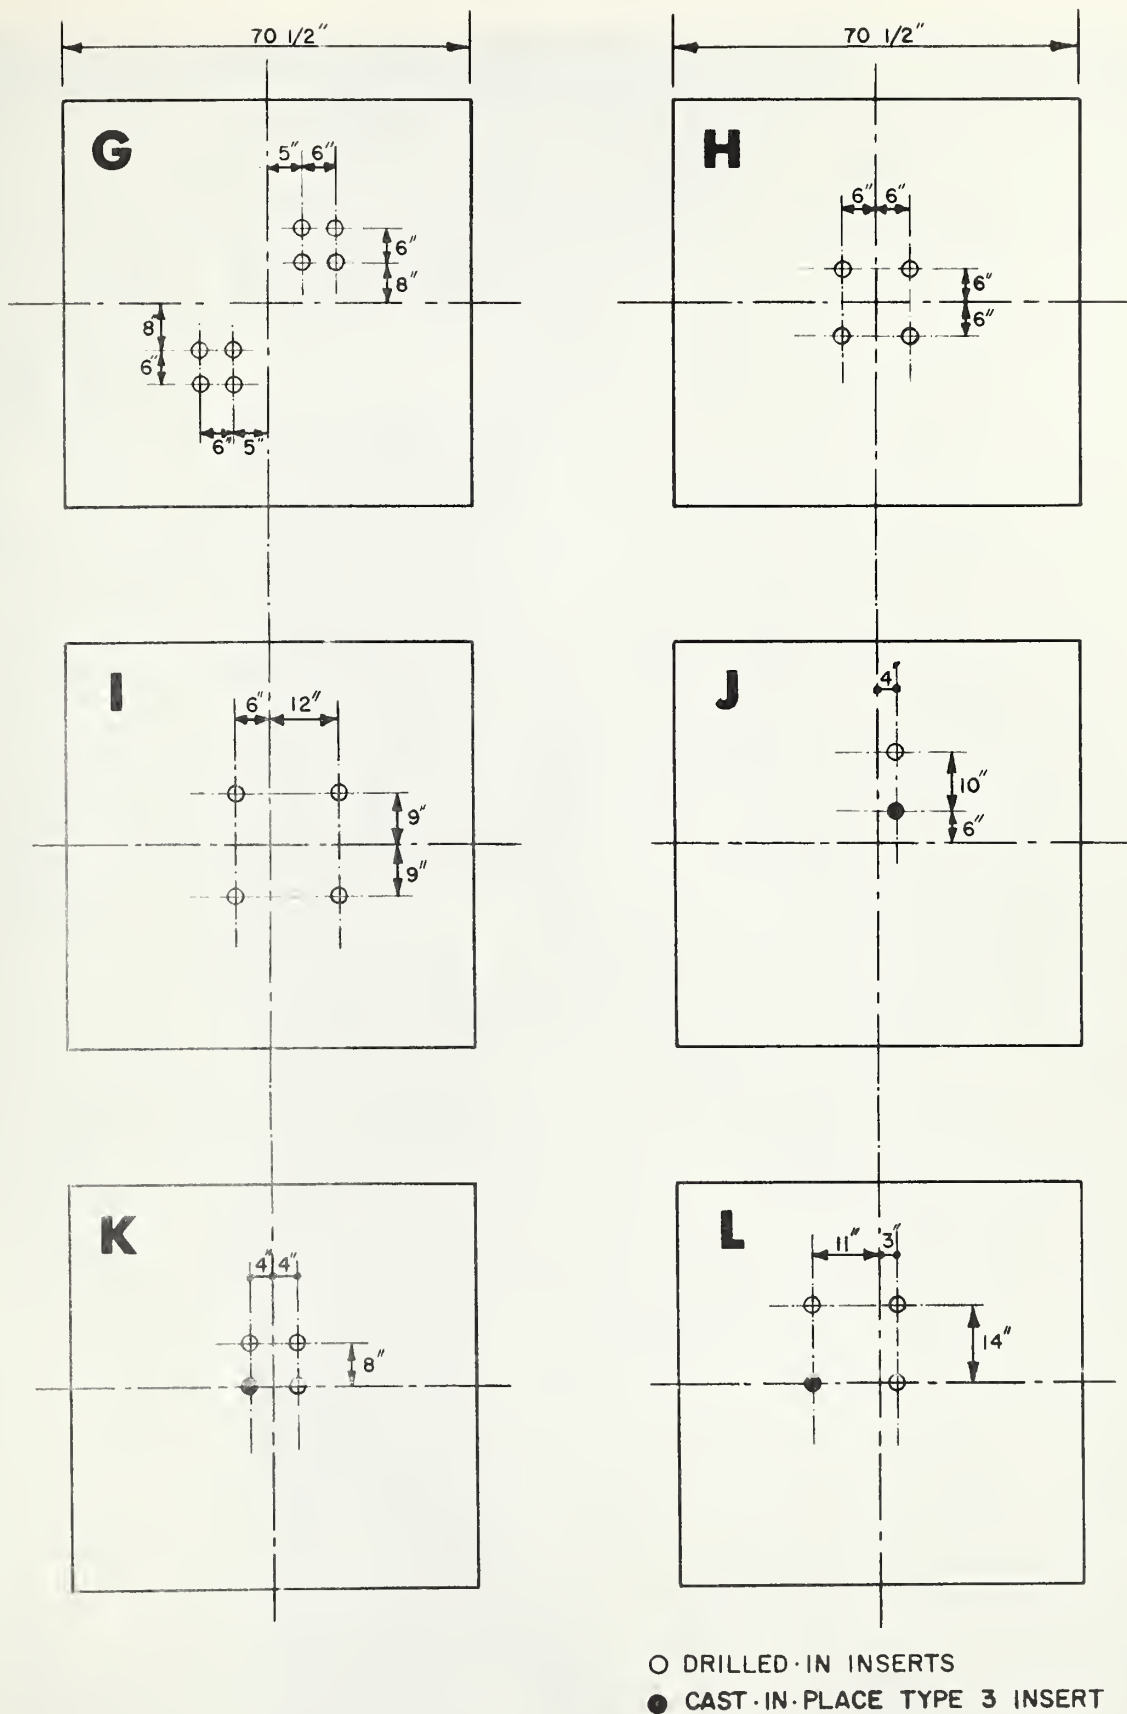 70 1/2"
70 1/2"
G
5" 6"
6"
8"
8"
6"
6" 5"
H
6" 6"
6"
6"
I
6" 12"
9"
9"
J
4"
10"
6"
K
4" 4"
8"
L
11" 3"
14"
○ DRILLED·IN INSERTS
● CAST·IN·PLACE TYPE 3 INSERT